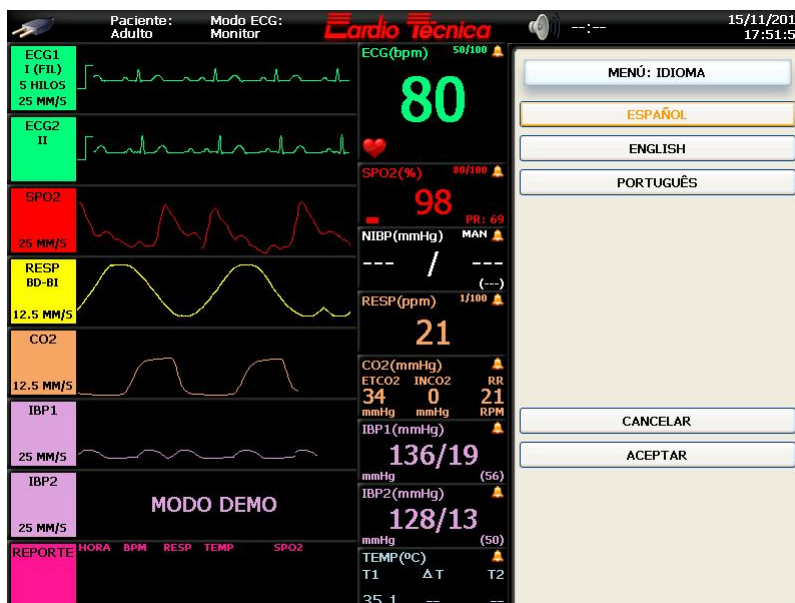 Paciente:
Adulto
Modo ECG:
Monitor
Cardio Técnica
--:--
15/11/201
17:51:5
ECG1
I (FIL)
5 HILOS
25 MM/S
ECG2
II
SPO2
25 MM/S
RESP
BD-BI
12.5 MM/S
CO2
12.5 MM/S
IBP1
25 MM/S
IBP2
25 MM/S
MODO DEMO
REPORTE
HORA BPM RESP TEMP SPO2
ECG(bpm) 50/100
80
SPO2(%) 80/100
98
PR: 69
NIBP(mmHg) MAN
--- / ---
(---)
RESP(ppm) 1/100
21
CO2(mmHg)
ETCO2 INCO2 RR
34 0 21
mmHg mmHg RPM
IBP1(mmHg)
136/19
mmHg (56)
IBP2(mmHg)
128/13
mmHg (50)
TEMP(ºC)
T1 Δ T T2
35.1 -- --
MENÚ: IDIOMA
ESPAÑOL
ENGLISH
PORTUGUÊS
CANCELAR
ACEPTAR